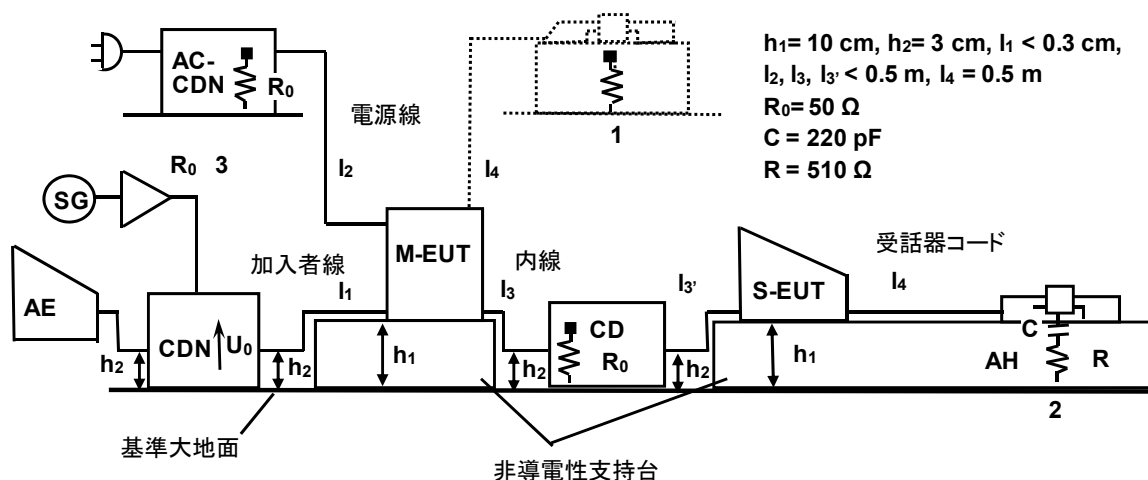 h₁= 10 cm, h₂= 3 cm, l₁ < 0.3 cm,
l₂, l₃, l₃' < 0.5 m, l₄ = 0.5 m
R₀= 50 Ω
C = 220 pF
R = 510 Ω
AC-
CDN
R₀
電源線
1
R₀ 3
l₂
l₄
SG
M-EUT
加入者線
内線
受話器コード
l₁
l₃
l₃'
S-EUT
l₄
AE
CDN
U₀
CD
R₀
C
h₂
h₂
h₁
h₂
h₂
h₁
AH
R
2
基準大地面
非導電性支持台